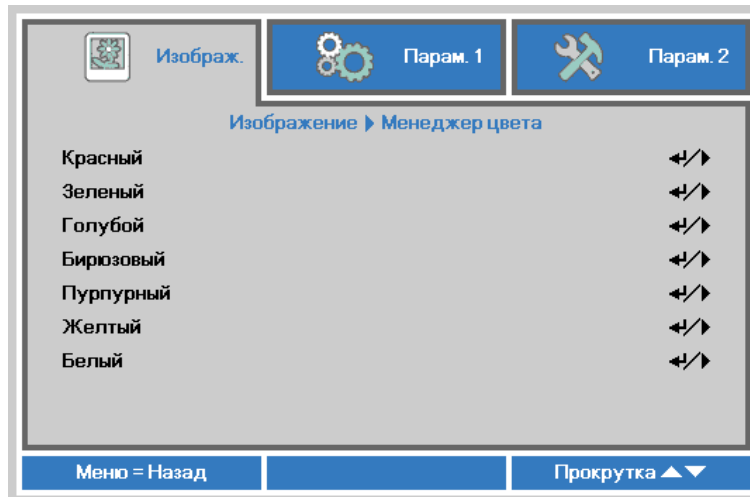 Изображ.
Парам. 1
Парам. 2
Изображение ▶ Менеджер цвета
Красный ↵/▶
Зеленый ↵/▶
Голубой ↵/▶
Бирюзовый ↵/▶
Пурпурный ↵/▶
Желтый ↵/▶
Белый ↵/▶
Меню = Назад
Прокрутка ▲▼